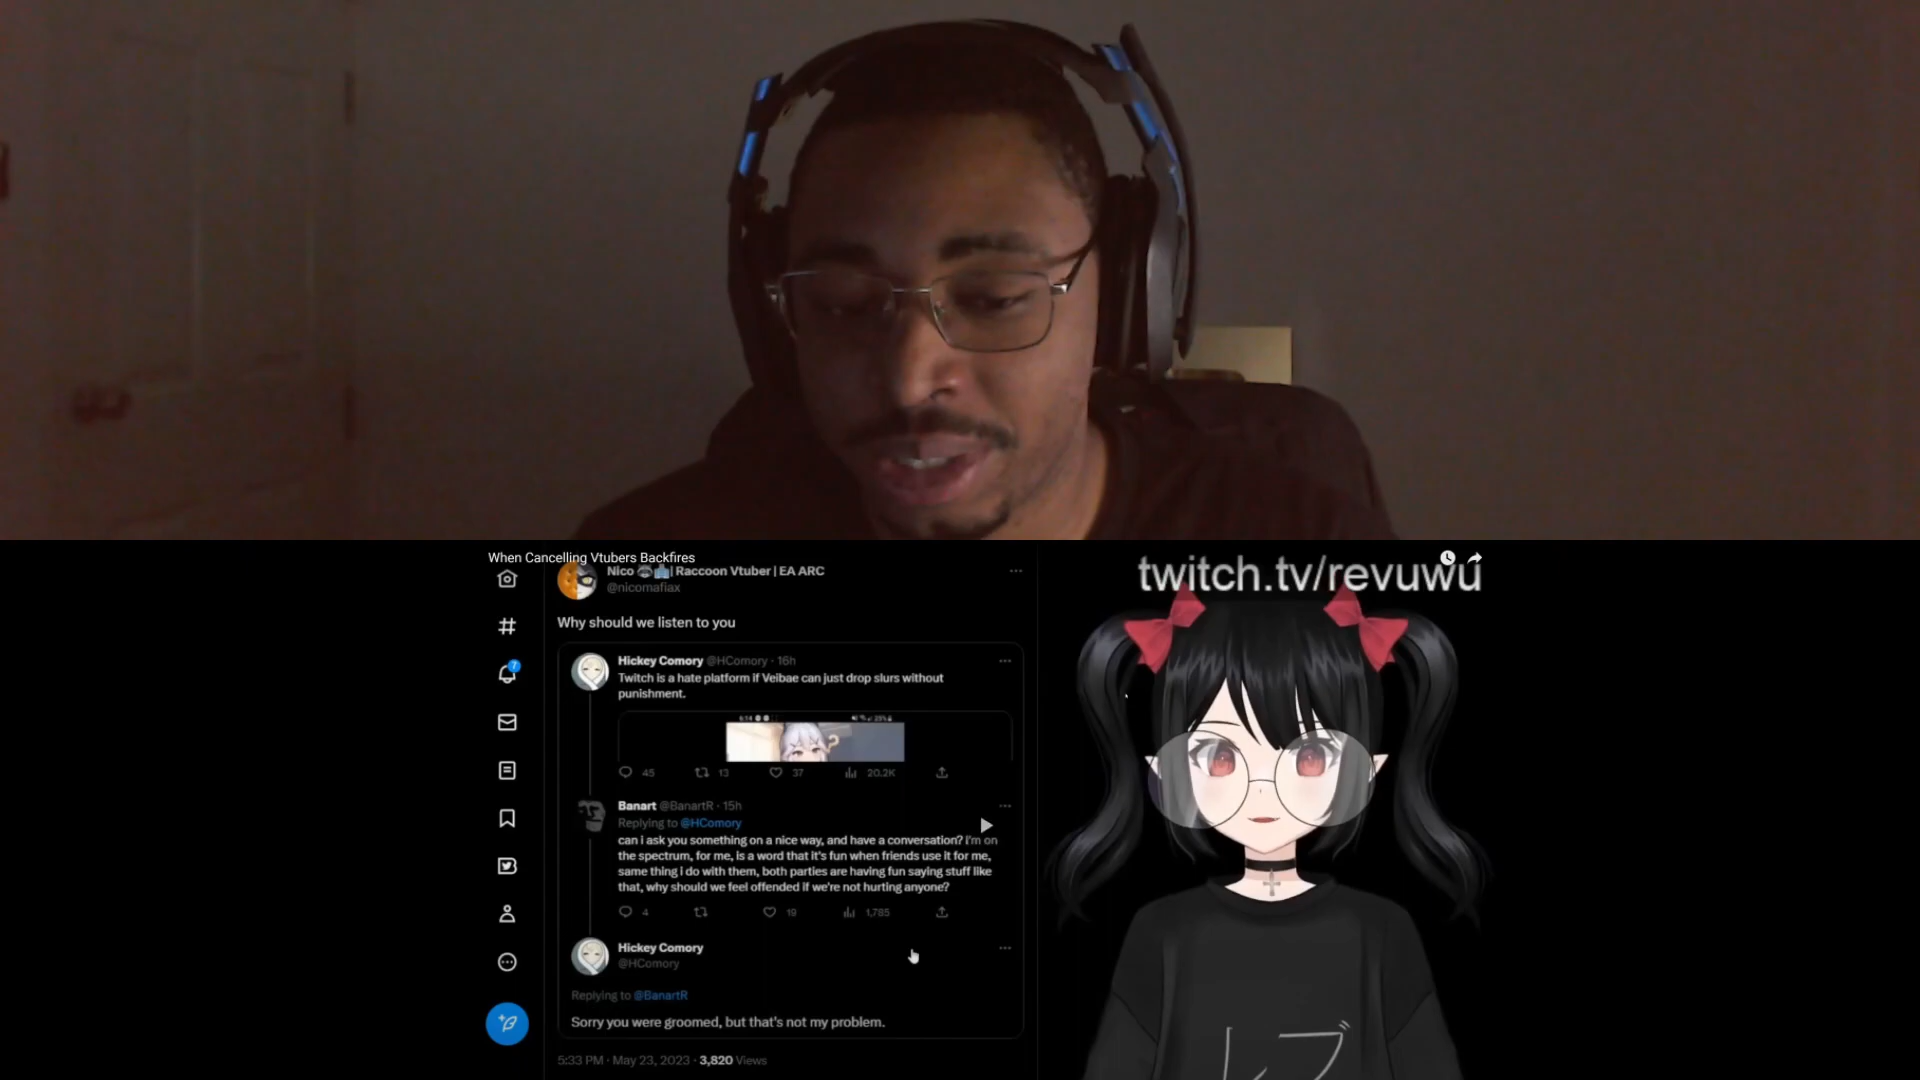 When Cancelling Vtubers Backfires
twitch.tv/revuwu
Nico | Raccoon Vtuber | EA ARC
@nicomafiax
Why should we listen to you
Hickey Comory @HComory · 16h
Twitch is a hate platform if Veibae can just drop slurs without
punishment.
?
45 13 37 20.2K
Banart @BanartR · 15h
Replying to @HComory
can i ask you something on a nice way, and have a conversation? I'm on
the spectrum, for me, is a word that it's fun when friends use it for me,
same thing i do with them, both parties are having fun saying stuff like
that, why should we feel offended if we're not hurting anyone?
4 19 1,785
Hickey Comory
@HComory
Replying to @BanartR
Sorry you were groomed, but that's not my problem.
5:33 PM · May 23, 2023 · 3,820 Views
7
レブ